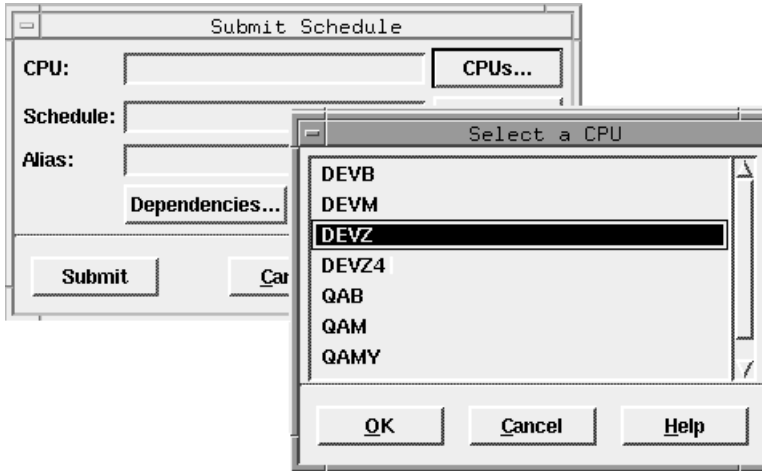 Submit Schedule
CPU:
CPUs...
Schedule:
Alias:
Dependencies...
Submit
Select a CPU
DEVB
DEVM
DEVZ
DEVZ4
QAB
QAM
QAMY
OK
Cancel
Help